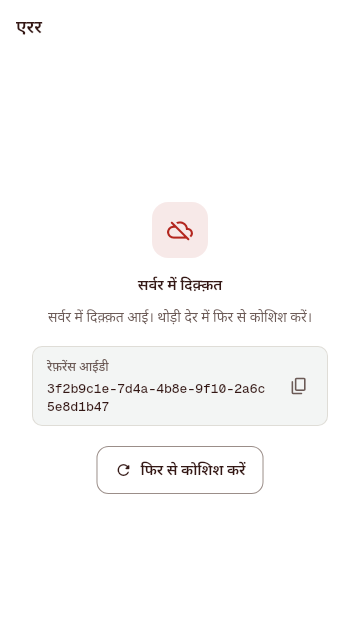 एरर
सर्वर में दिक़्क़त
सर्वर में दिक़्क़त आई। थोड़ी देर में फिर से कोशिश करें।
रेफ़रेंस आईडी
3f2b9c1e-7d4a-4b8e-9f10-2a6c
5e8d1b47
फिर से कोशिश करें